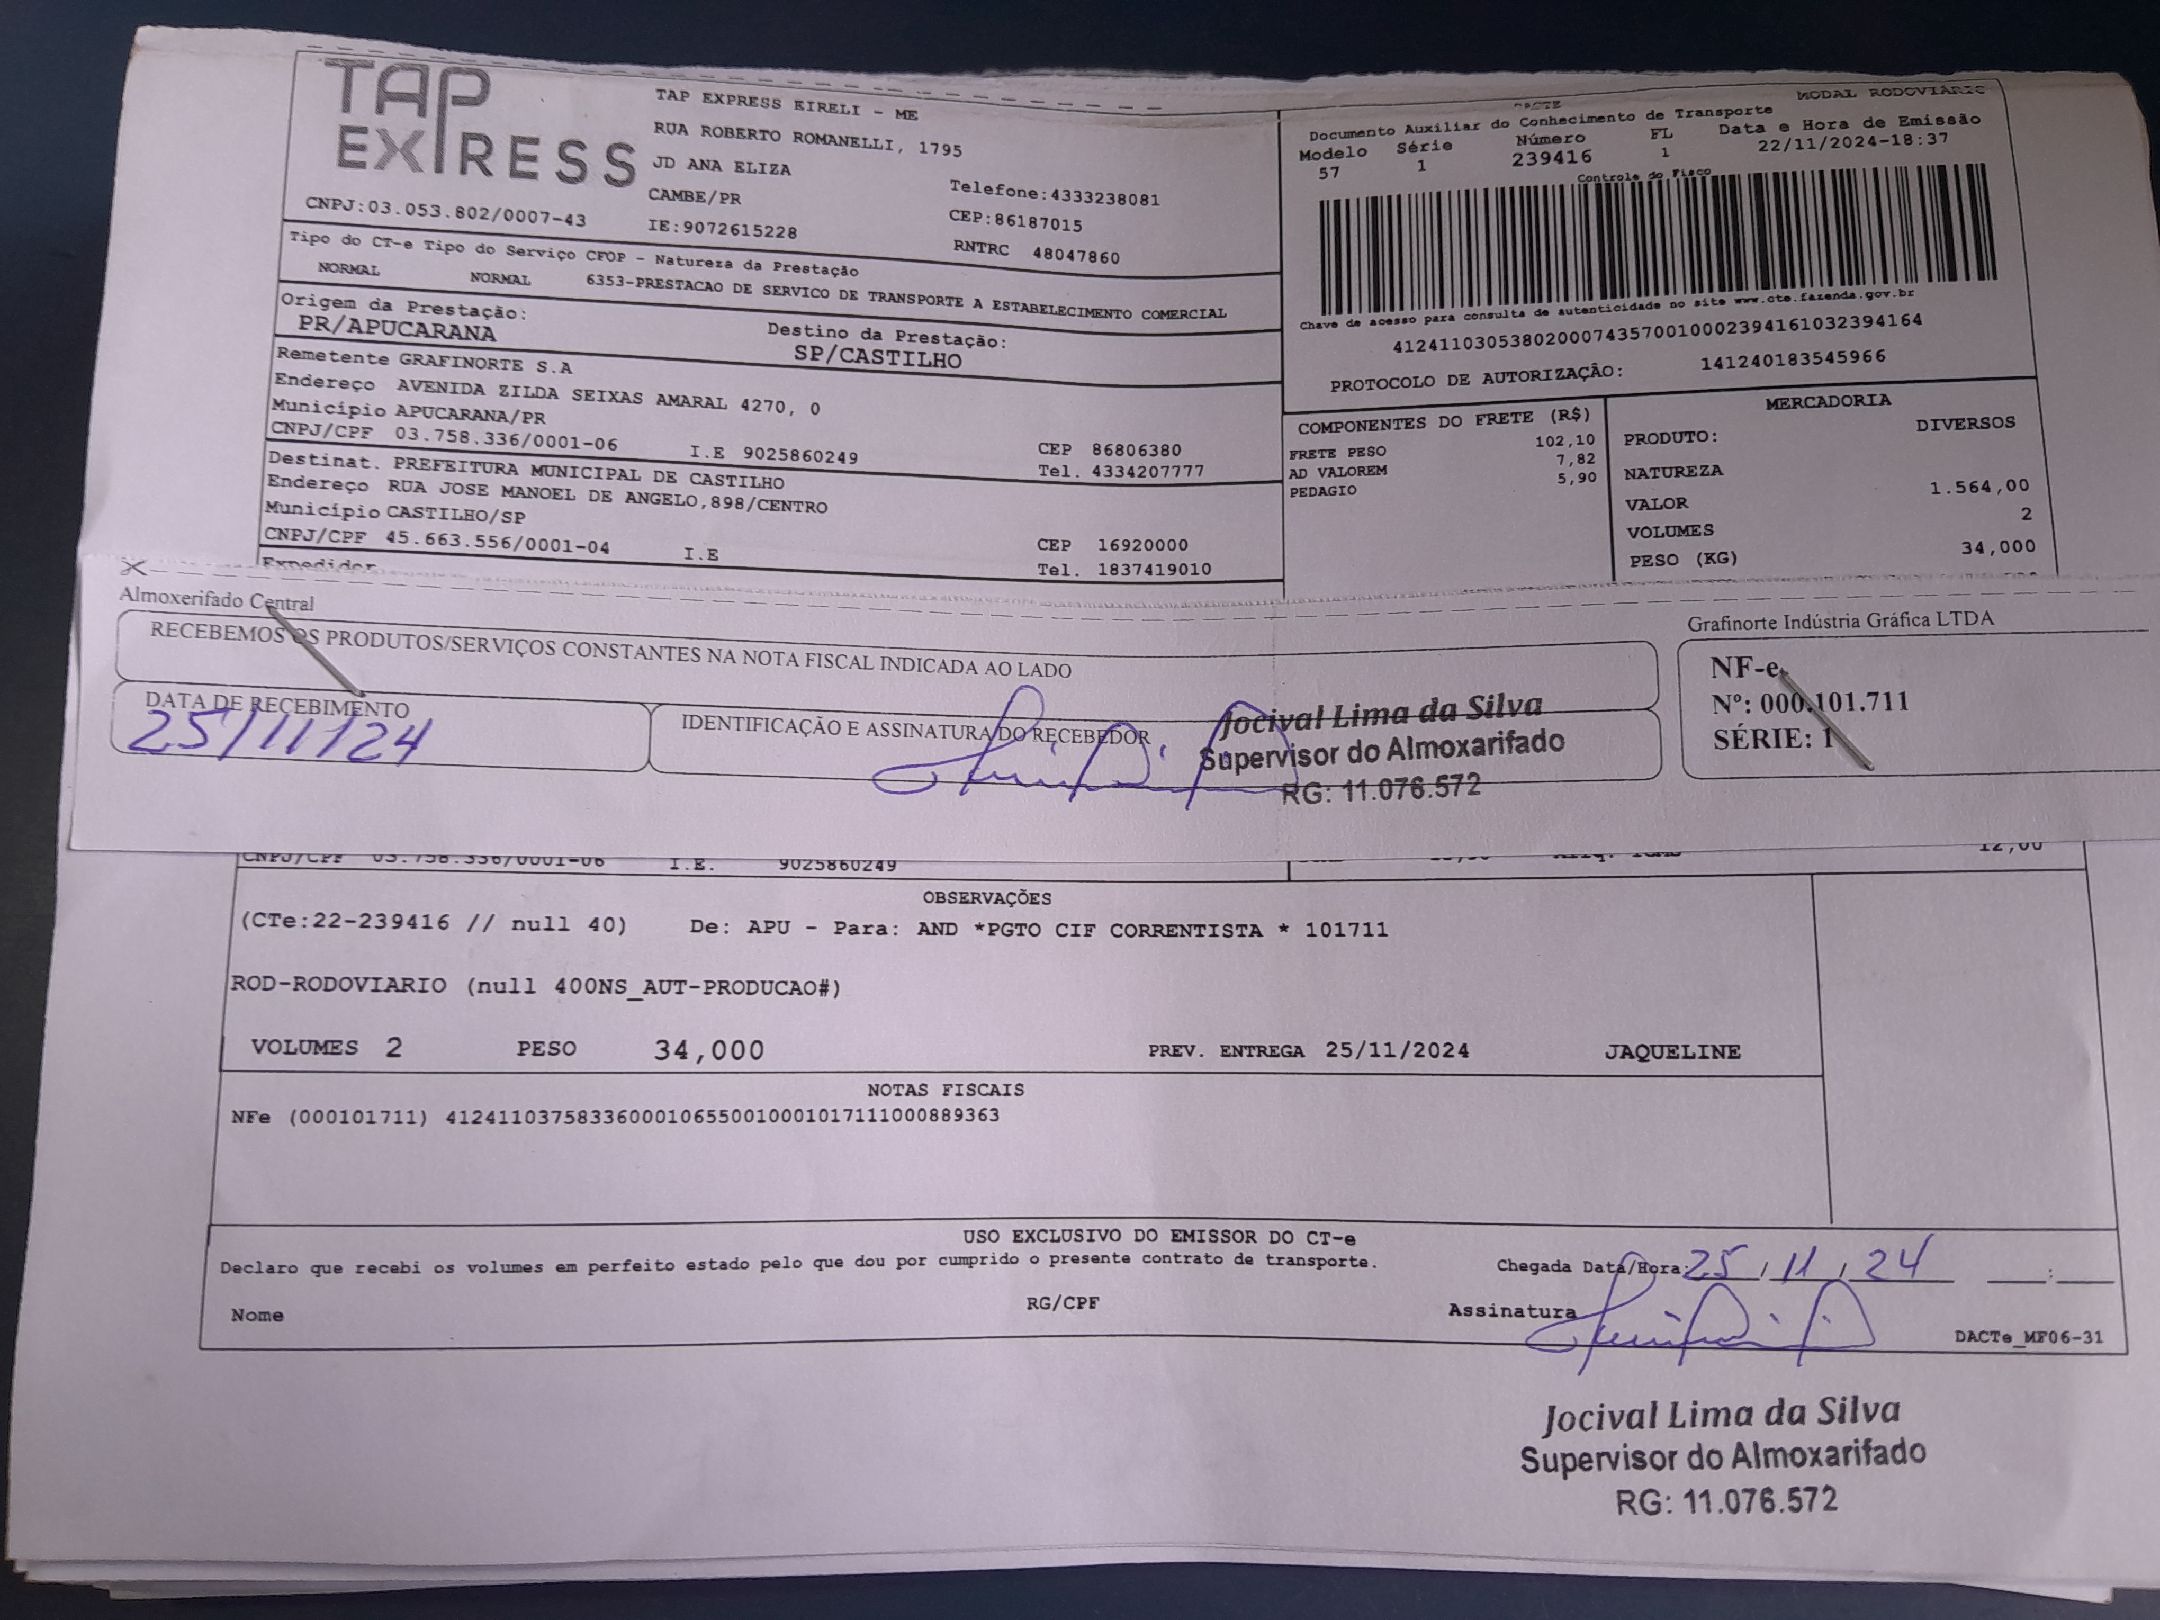 TAP EXPRESS
TAP EXPRESS EIRELI - ME
RUA ROBERTO ROMANELLI, 1795
JD ANA ELIZA
CAMBE/PR
Telefone:4333238081
CEP:86187015
CNPJ:03.053.802/0007-43
IE:9072615228
RNTRC 48047860
Tipo do CT-e Tipo do Serviço CFOP - Natureza da Prestação
NORMAL NORMAL 6353-PRESTACAO DE SERVICO DE TRANSPORTE A ESTABELECIMENTO COMERCIAL
Origem da Prestação: Destino da Prestação:
PR/APUCARANA SP/CASTILHO
Remetente GRAFINORTE S.A
Endereço AVENIDA ZILDA SEIXAS AMARAL 4270, 0
Município APUCARANA/PR CEP 86806380
CNPJ/CPF 03.758.336/0001-06 I.E 9025860249 Tel. 4334207777
Destinat. PREFEITURA MUNICIPAL DE CASTILHO
Endereço RUA JOSE MANOEL DE ANGELO,898/CENTRO
Município CASTILHO/SP CEP 16920000
CNPJ/CPF 45.663.556/0001-04 I.E Tel. 1837419010
Expedidor
DACTE MODAL RODOVIÁRIO
Documento Auxiliar do Conhecimento de Transporte
Modelo Série Número FL Data e Hora de Emissão
57 1 239416 1 22/11/2024-18:37
Controle do Fisco
Chave de acesso para consulta de autenticidade no site www.cte.fazenda.gov.br
41241103053802000743570010002394161032394164
PROTOCOLO DE AUTORIZAÇÃO: 141240183545966
COMPONENTES DO FRETE (R$)
FRETE PESO 102,10
AD VALOREM 7,82
PEDAGIO 5,90
MERCADORIA
PRODUTO: DIVERSOS
NATUREZA
VALOR 1.564,00
VOLUMES 2
PESO (KG) 34,000
Almoxerifado Central
RECEBEMOS OS PRODUTOS/SERVIÇOS CONSTANTES NA NOTA FISCAL INDICADA AO LADO
DATA DE RECEBIMENTO
25/11/24
IDENTIFICAÇÃO E ASSINATURA DO RECEBEDOR
Jocival Lima da Silva
Supervisor do Almoxarifado
RG: 11.076.572
Grafinorte Indústria Gráfica LTDA
NF-e
Nº: 000.101.711
SÉRIE: 1
CNPJ/CPF 03.758.336/0001-06 I.E. 9025860249
12,00
OBSERVAÇÕES
(CTe:22-239416 // null 40) De: APU - Para: AND *PGTO CIF CORRENTISTA * 101711
ROD-RODOVIARIO (null 400NS_AUT-PRODUCAO#)
VOLUMES 2 PESO 34,000 PREV. ENTREGA 25/11/2024 JAQUELINE
NOTAS FISCAIS
NFe (000101711) 41241103758336000106550010001017111000889363
USO EXCLUSIVO DO EMISSOR DO CT-e
Declaro que recebi os volumes em perfeito estado pelo que dou por cumprido o presente contrato de transporte.
Chegada Data/Hora: 25/11/24 __:__
Nome RG/CPF Assinatura
DACTe_MF06-31
Jocival Lima da Silva
Supervisor do Almoxarifado
RG: 11.076.572